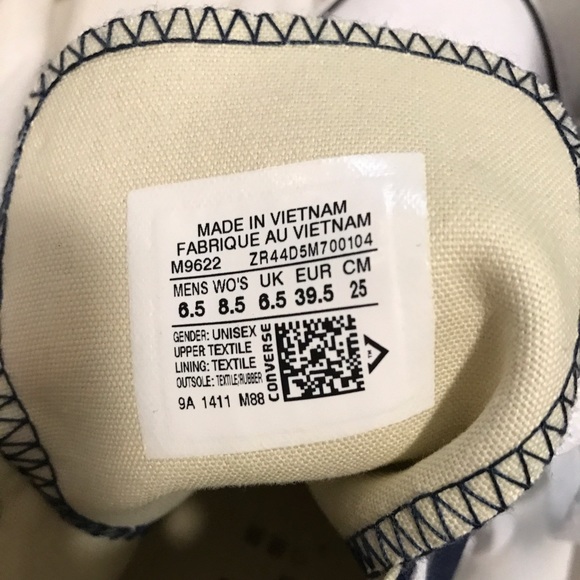 MADE IN VIETNAM
FABRIQUE AU VIETNAM
M9622 ZR44D5M700104
MENS WO'S UK EUR CM
6.5 8.5 6.5 39.5 25
GENDER: UNISEX
UPPER TEXTILE
LINING: TEXTILE
OUTSOLE: TEXTILE/RUBBER
9A 1411 M88
CONVERSE
TM